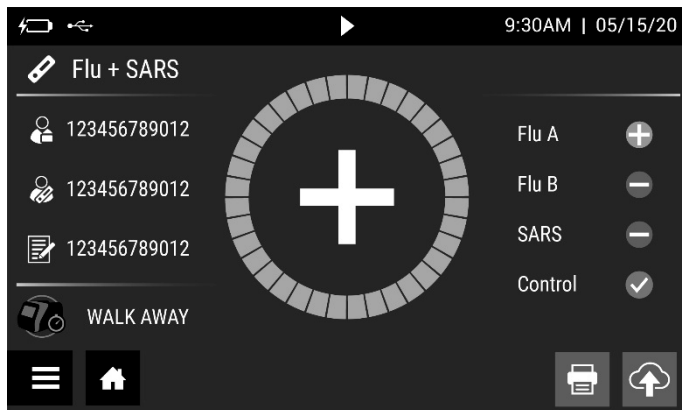 9:30AM | 05/15/20
Flu + SARS
123456789012
123456789012
123456789012
WALK AWAY
Flu A
Flu B
SARS
Control